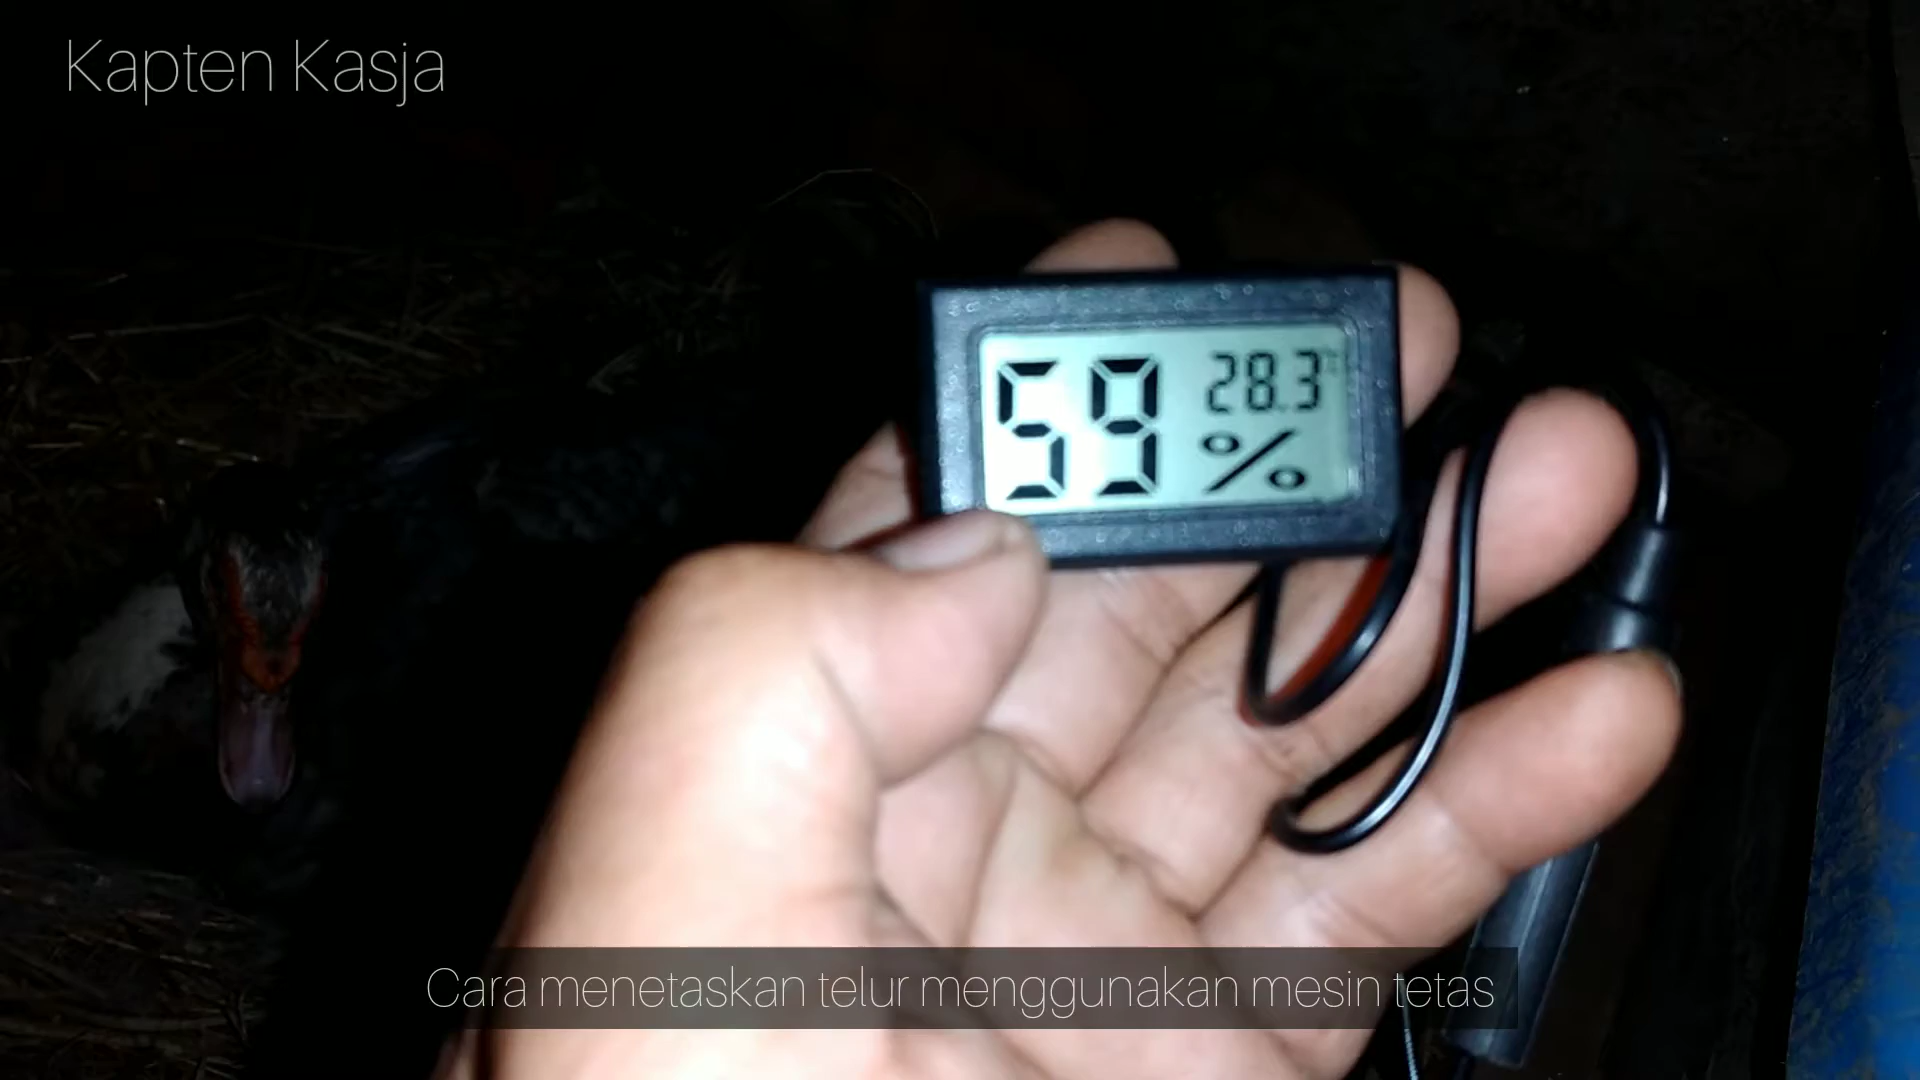 Kapten Kasja
59 28.3°C
%
Cara menetaskan telur menggunakan mesin tetas